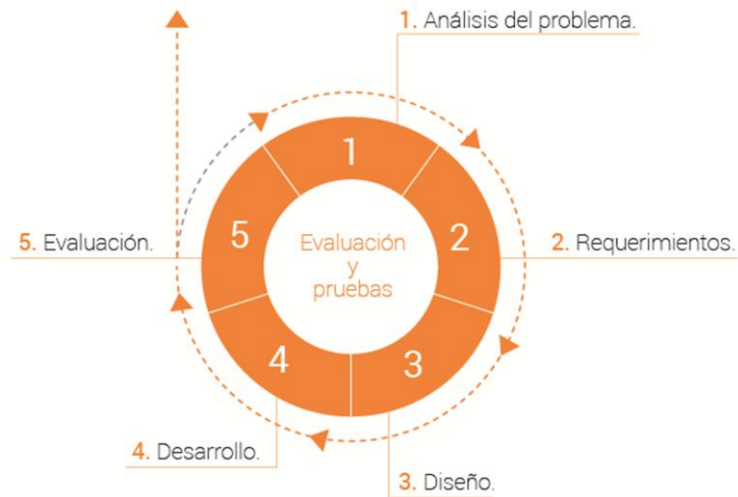 1. Análisis del problema.
1
2
2. Requerimientos.
3
3. Diseño.
4
4. Desarrollo.
5
5. Evaluación.
Evaluación
y
pruebas